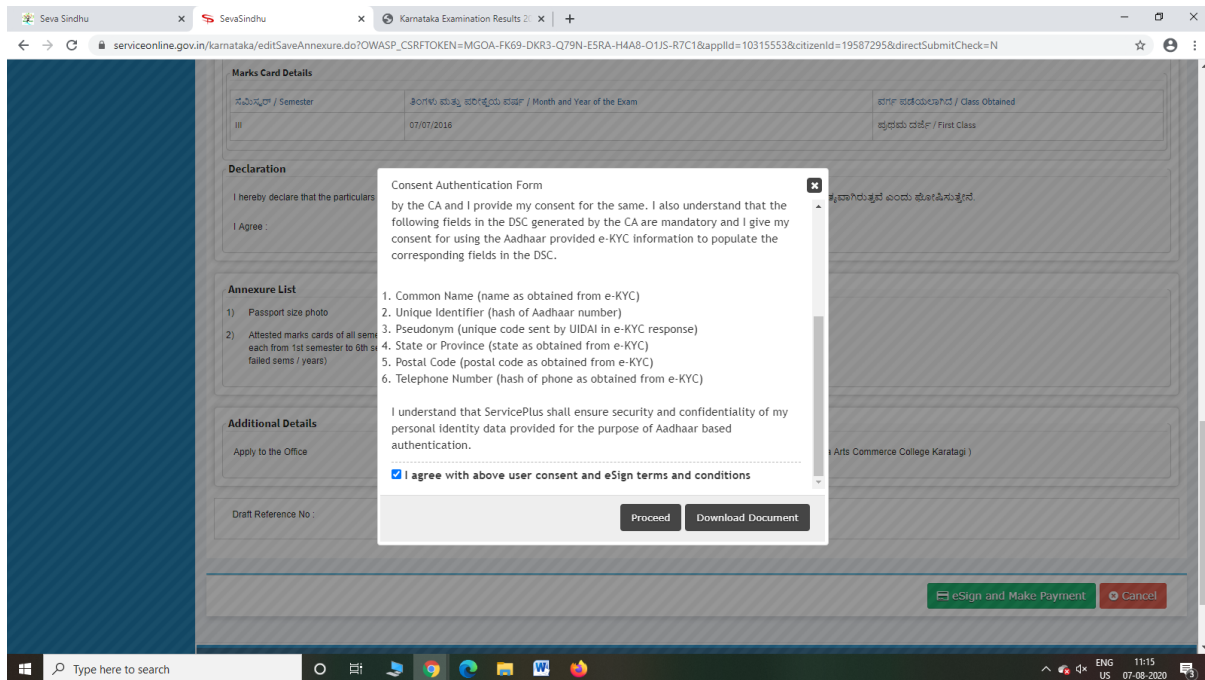 Seva Sindhu
SevaSindhu
Karnataka Examination Results 2
serviceonline.gov.in/karnataka/editSaveAnnexure.do?OWASP_CSRFTOKEN=MGOA-FK69-DKR3-Q79N-E5RA-H4A8-O1JS-R7C1&applId=10315553&citizenId=19587295&directSubmitCheck=N
Marks Card Details
ಸೆಮಿಸ್ಟರ್ / Semester
ತಿಂಗಳು ಮತ್ತು ಪರೀಕ್ಷೆಯ ವರ್ಷ / Month and Year of the Exam
ವರ್ಗ ಪಡೆಯಲಾಗಿದೆ / Class Obtained
III
07/07/2016
ಪ್ರಥಮ ದರ್ಜೆ / First Class
Declaration
I hereby declare that the particulars
ಎಂದು ಘೋಷಿಸುತ್ತೇನೆ.
I Agree :
Consent Authentication Form
by the CA and I provide my consent for the same. I also understand that the
following fields in the DSC generated by the CA are mandatory and I give my
consent for using the Aadhaar provided e-KYC information to populate the
corresponding fields in the DSC.
1. Common Name (name as obtained from e-KYC)
2. Unique Identifier (hash of Aadhaar number)
3. Pseudonym (unique code sent by UIDAI in e-KYC response)
4. State or Province (state as obtained from e-KYC)
5. Postal Code (postal code as obtained from e-KYC)
6. Telephone Number (hash of phone as obtained from e-KYC)
I understand that ServicePlus shall ensure security and confidentiality of my
personal identity data provided for the purpose of Aadhaar based
authentication.
I agree with above user consent and eSign terms and conditions
Proceed
Download Document
Annexure List
1) Passport size photo
2) Attested marks cards of all seme
each from 1st semester to 6th se
failed sems / years)
Additional Details
Apply to the Office
Arts Commerce College Karatagi )
Draft Reference No :
eSign and Make Payment
Cancel
Type here to search
ENG
US
11:15
07-08-2020